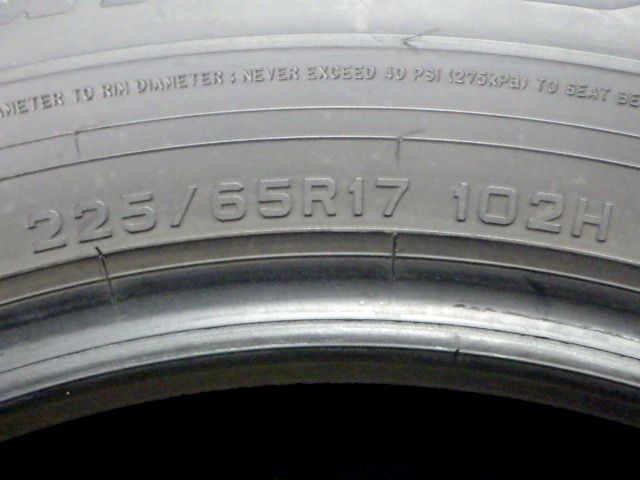 AMETER TO RIM DIAMETER ; NEVER EXCEED 40 PSI (275kPa) TO SEAT BE
225/65R17 102H